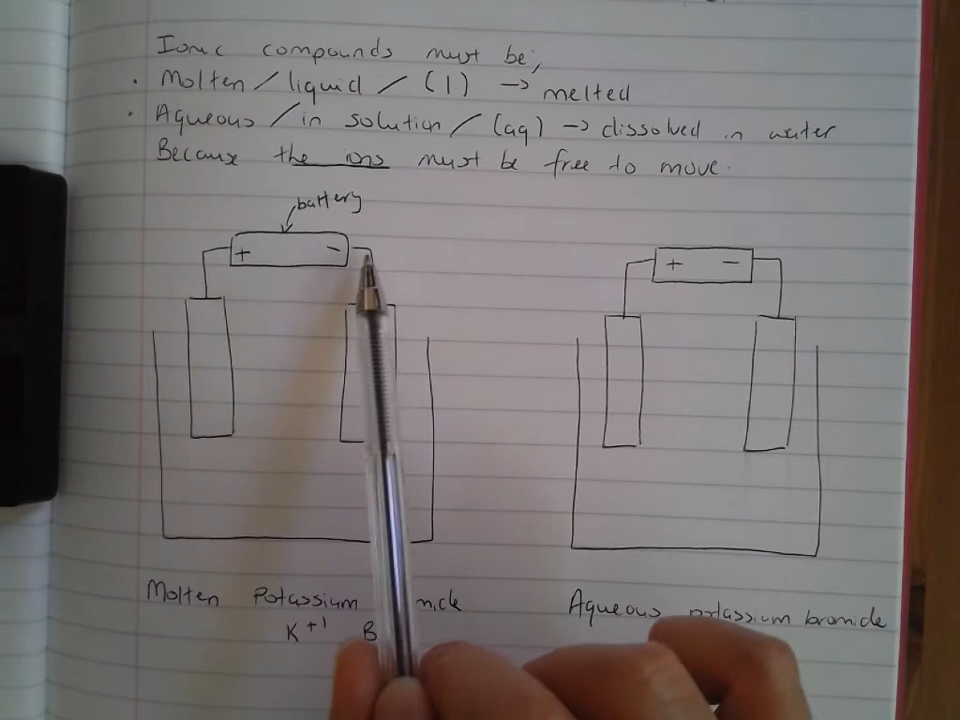 Ionic compounds must be;
• Molten / liquid / (l) → melted
• Aqueous / in solution / (aq) → dissolved in water
Because the ions must be free to move.
battery
+ −
+ −
Molten Potassium
Aqueous potassium bromide
K +1 B